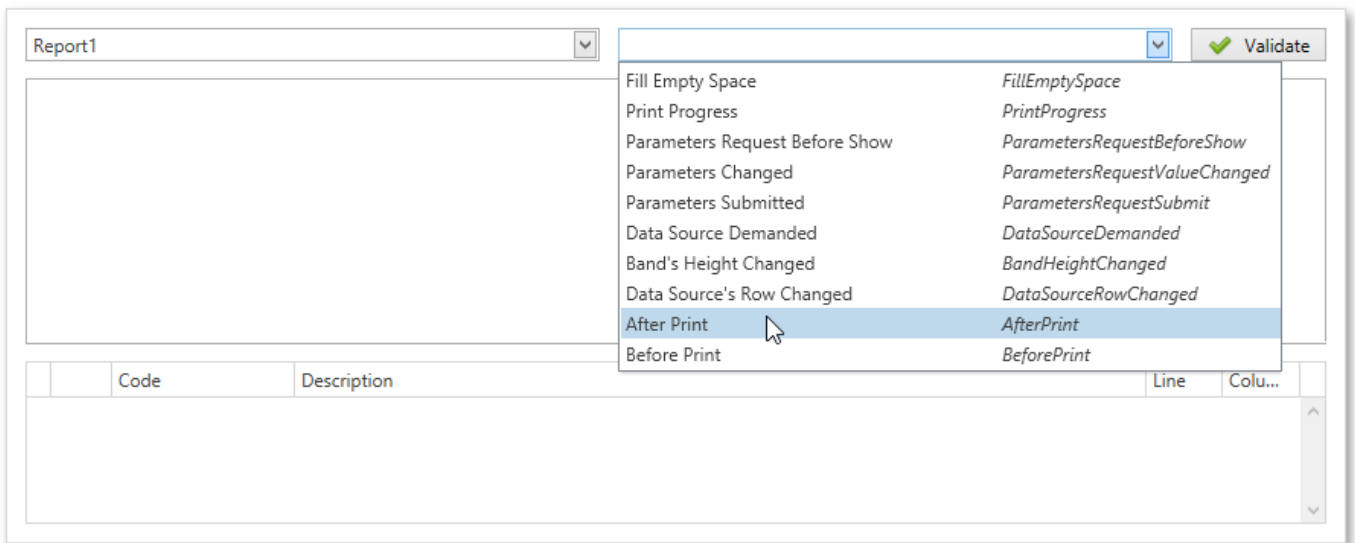 Report1 Validate
Fill Empty Space FillEmptySpace
Print Progress PrintProgress
Parameters Request Before Show ParametersRequestBeforeShow
Parameters Changed ParametersRequestValueChanged
Parameters Submitted ParametersRequestSubmit
Data Source Demanded DataSourceDemanded
Band's Height Changed BandHeightChanged
Data Source's Row Changed DataSourceRowChanged
After Print AfterPrint
Before Print BeforePrint
Code Description Line Colu...